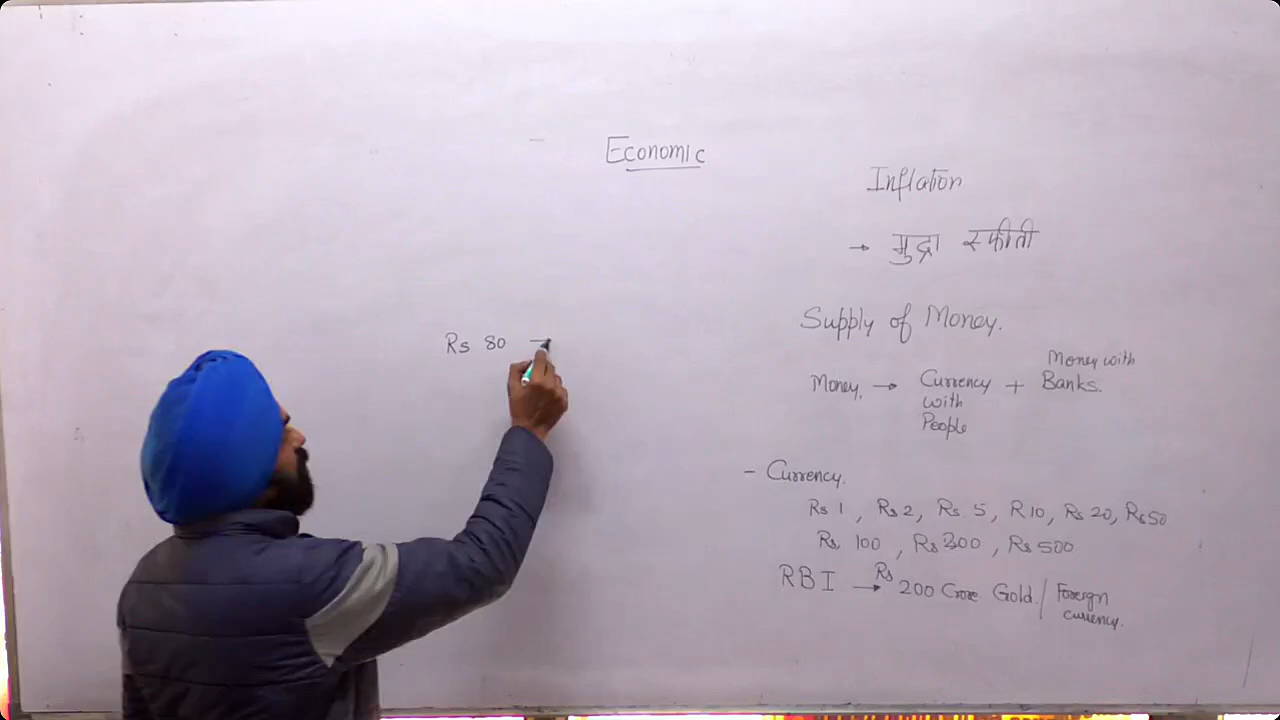 Economic
Inflation
→ मुद्रा स्फीती
Supply of Money.
Money with
Money. → Currency + Banks.
with
People
- Currency.
Rs 1 , Rs 2, Rs 5, R 10, Rs 20, Rs 50
Rs 100 , Rs 200 , Rs 500
RBI → Rs 200 Crore Gold / Foreign
currency.
Rs 80 →